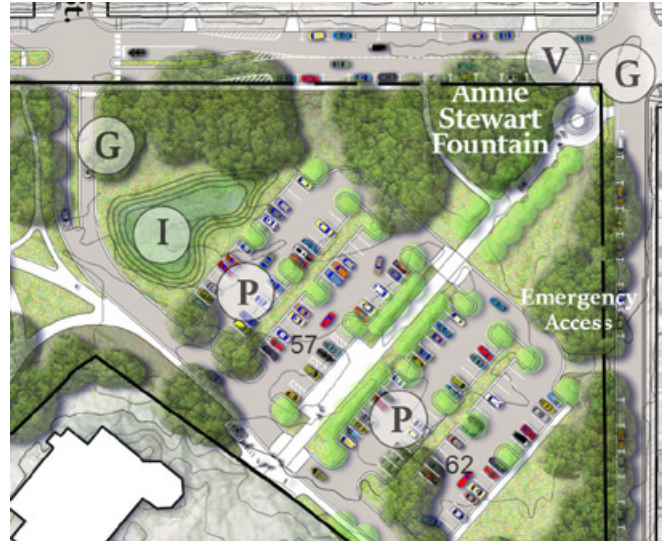 t.
V
G
Annie
Stewart
Fountain
G
I
P
Emergency
Access
57
P
62